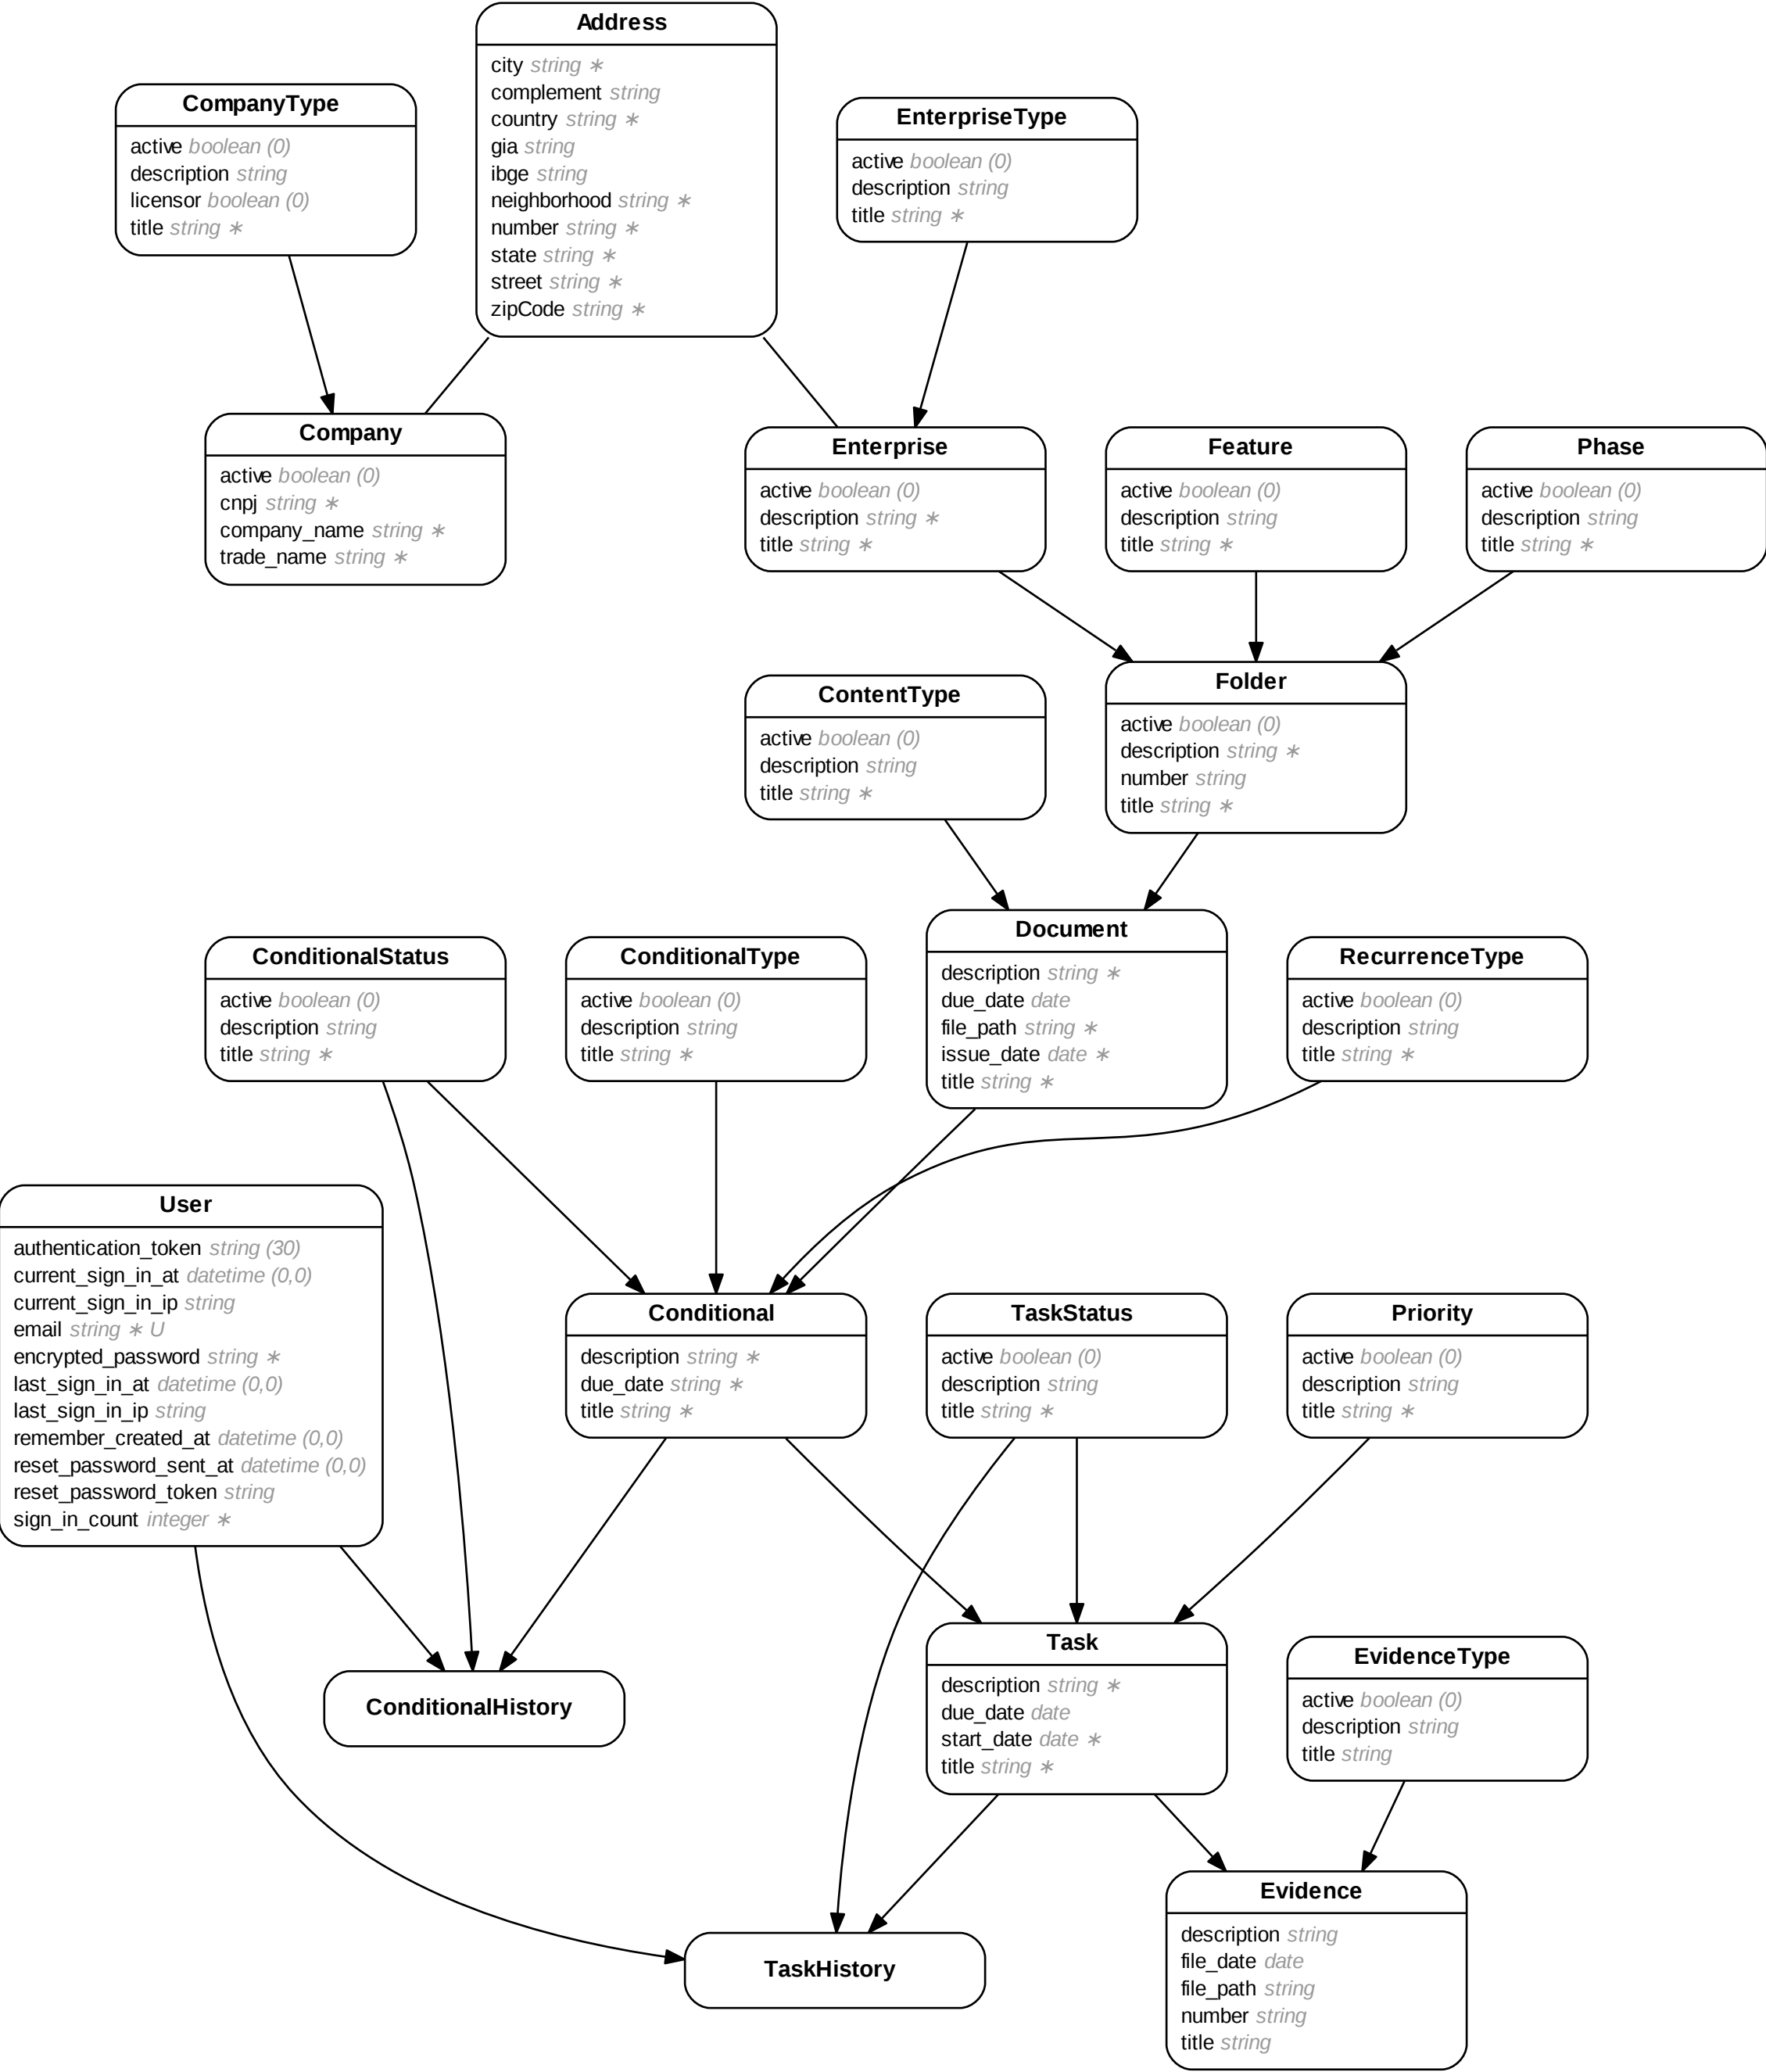 Address
city string ∗
complement string
country string ∗
gia string
ibge string
neighborhood string ∗
number string ∗
state string ∗
street string ∗
zipCode string ∗
CompanyType
active boolean (0)
description string
licensor boolean (0)
title string ∗
EnterpriseType
active boolean (0)
description string
title string ∗
Company
active boolean (0)
cnpj string ∗
company_name string ∗
trade_name string ∗
Enterprise
active boolean (0)
description string ∗
title string ∗
Feature
active boolean (0)
description string
title string ∗
Phase
active boolean (0)
description string
title string ∗
ContentType
active boolean (0)
description string
title string ∗
Folder
active boolean (0)
description string ∗
number string
title string ∗
ConditionalStatus
active boolean (0)
description string
title string ∗
ConditionalType
active boolean (0)
description string
title string ∗
Document
description string ∗
due_date date
file_path string ∗
issue_date date ∗
title string ∗
RecurrenceType
active boolean (0)
description string
title string ∗
User
authentication_token string (30)
current_sign_in_at datetime (0,0)
current_sign_in_ip string
email string ∗ U
encrypted_password string ∗
last_sign_in_at datetime (0,0)
last_sign_in_ip string
remember_created_at datetime (0,0)
reset_password_sent_at datetime (0,0)
reset_password_token string
sign_in_count integer ∗
Conditional
description string ∗
due_date string ∗
title string ∗
TaskStatus
active boolean (0)
description string
title string ∗
Priority
active boolean (0)
description string
title string ∗
ConditionalHistory
Task
description string ∗
due_date date
start_date date ∗
title string ∗
EvidenceType
active boolean (0)
description string
title string
TaskHistory
Evidence
description string
file_date date
file_path string
number string
title string